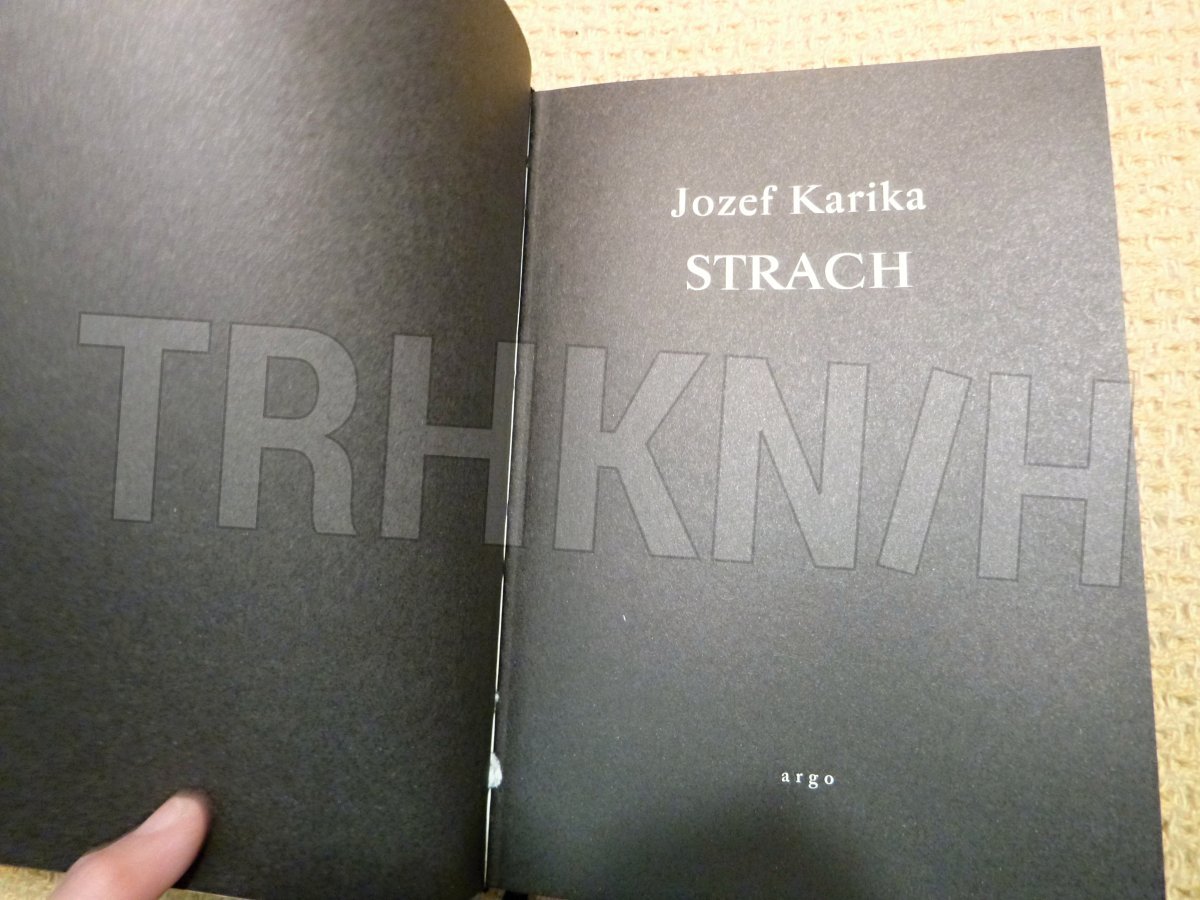 Jozef Karika
STRACH
TRHKN/H
argo